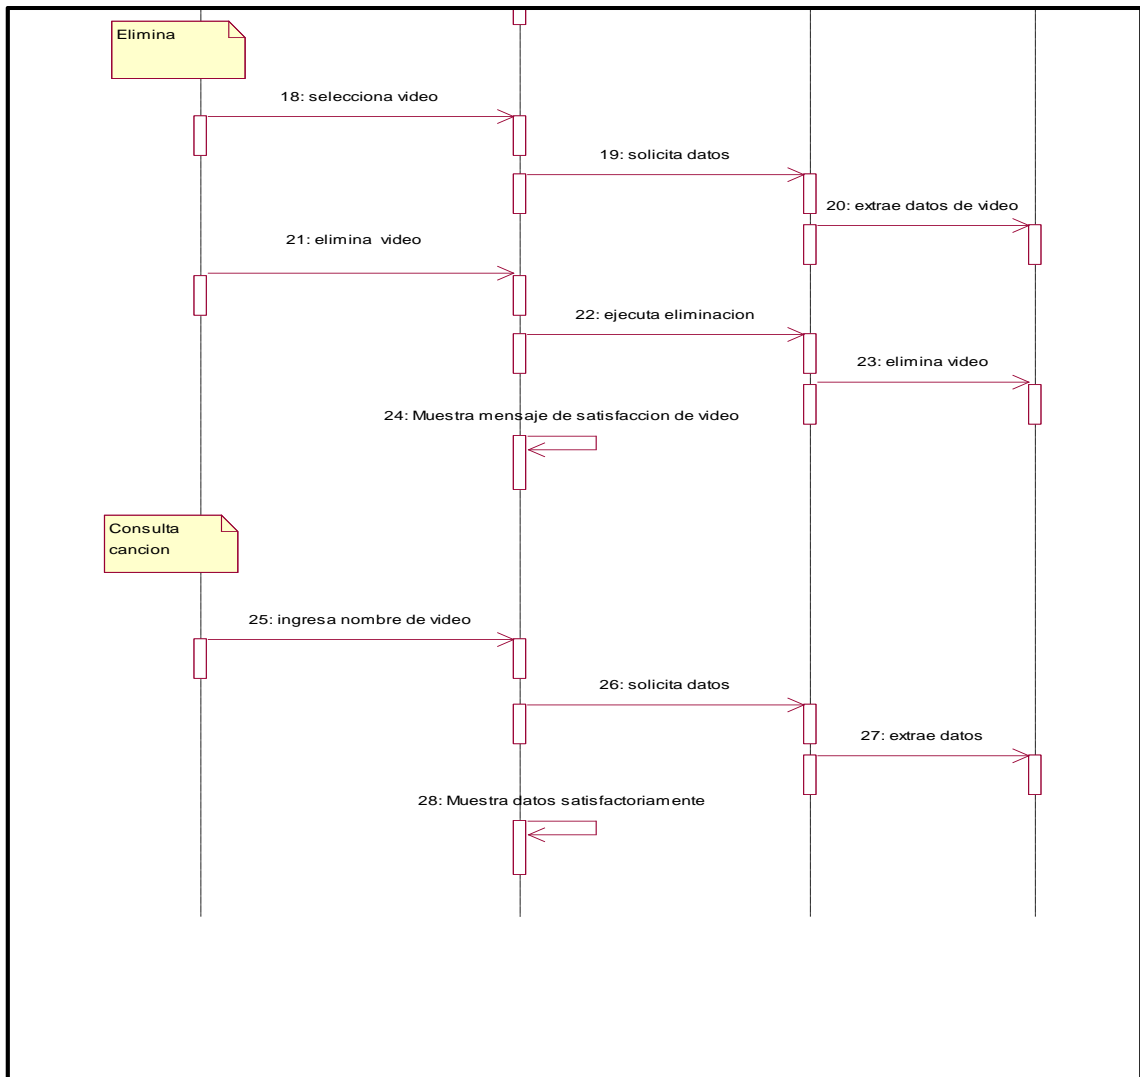 Elimina
18: selecciona video
19: solicita datos
20: extrae datos de video
21: elimina video
22: ejecuta eliminacion
23: elimina video
24: Muestra mensaje de satisfaccion de video
Consulta
cancion
25: ingresa nombre de video
26: solicita datos
27: extrae datos
28: Muestra datos satisfactoriamente